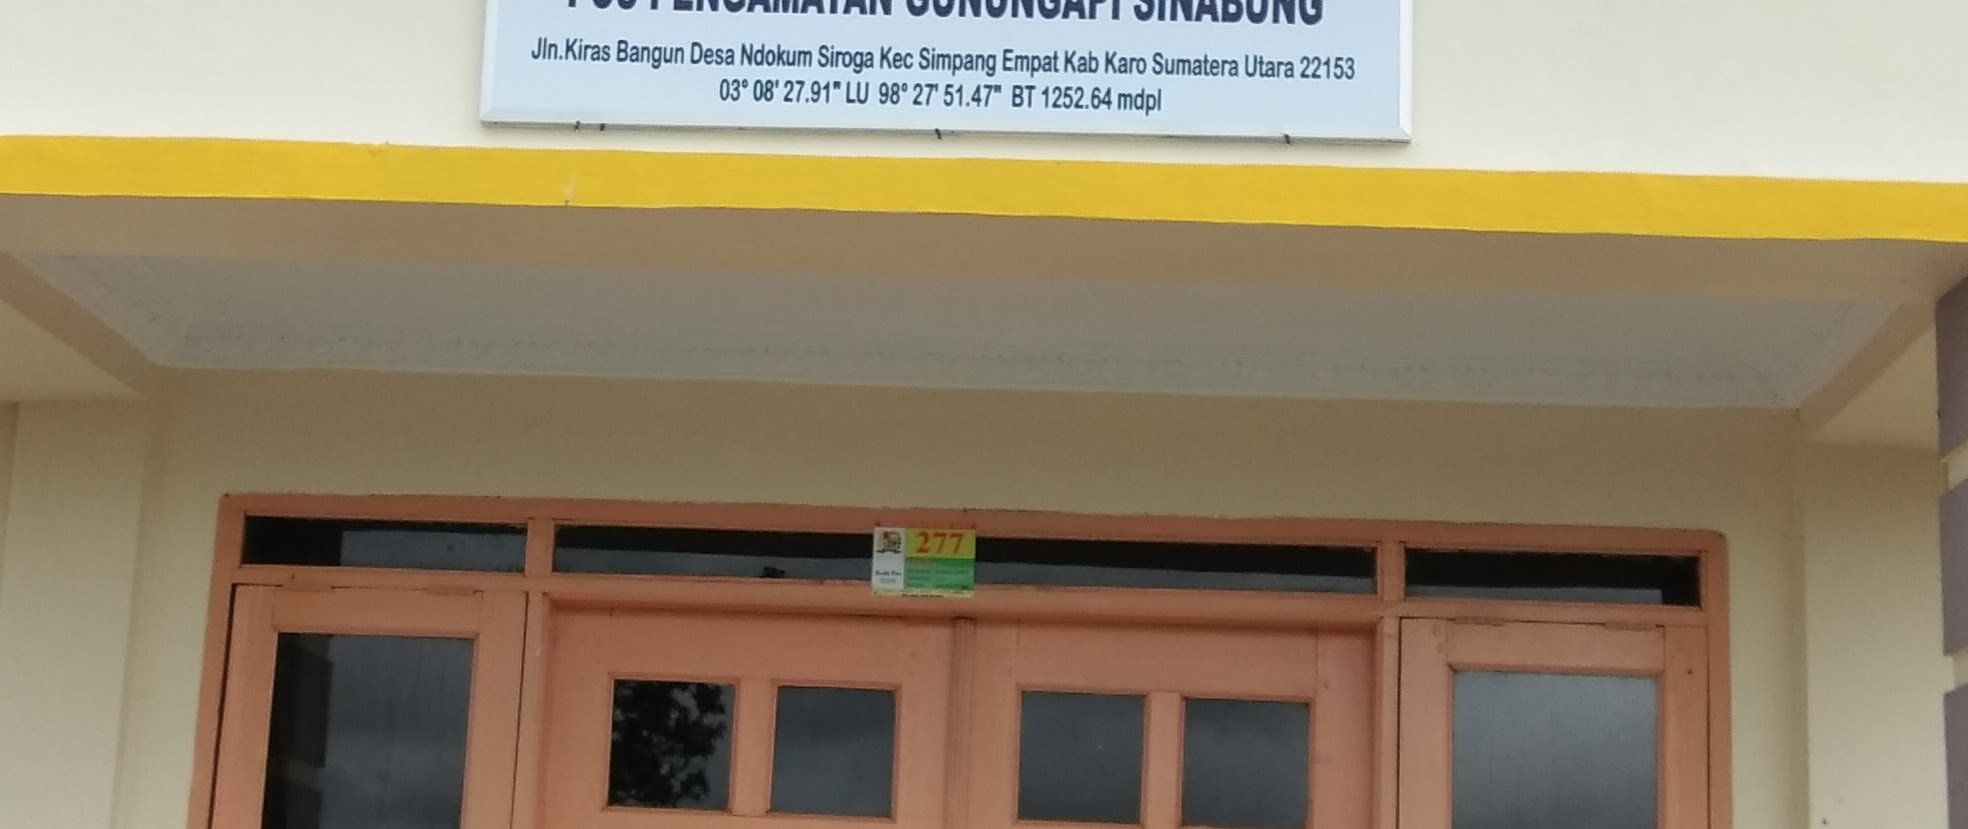 POS PENGAMATAN GUNUNGAPI SINABUNG
Jln.Kiras Bangun Desa Ndokum Siroga Kec Simpang Empat Kab Karo Sumatera Utara 22153
03° 08' 27.91" LU 98° 27' 51.47" BT 1252.64 mdpl
277